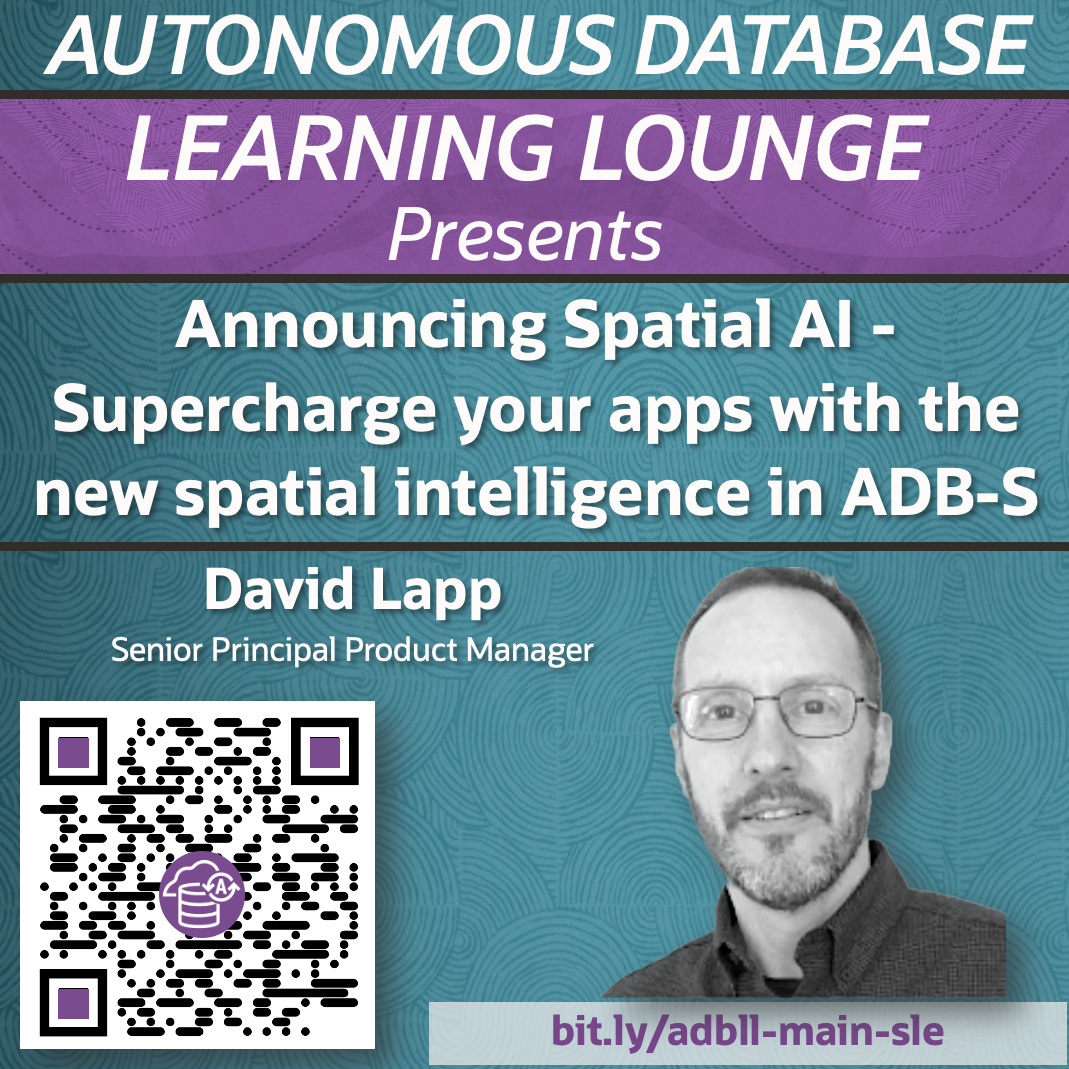 AUTONOMOUS DATABASE
LEARNING LOUNGE
Presents
Announcing Spatial AI -
Supercharge your apps with the
new spatial intelligence in ADB-S
David Lapp
Senior Principal Product Manager
A
bit.ly/adbll-main-sle